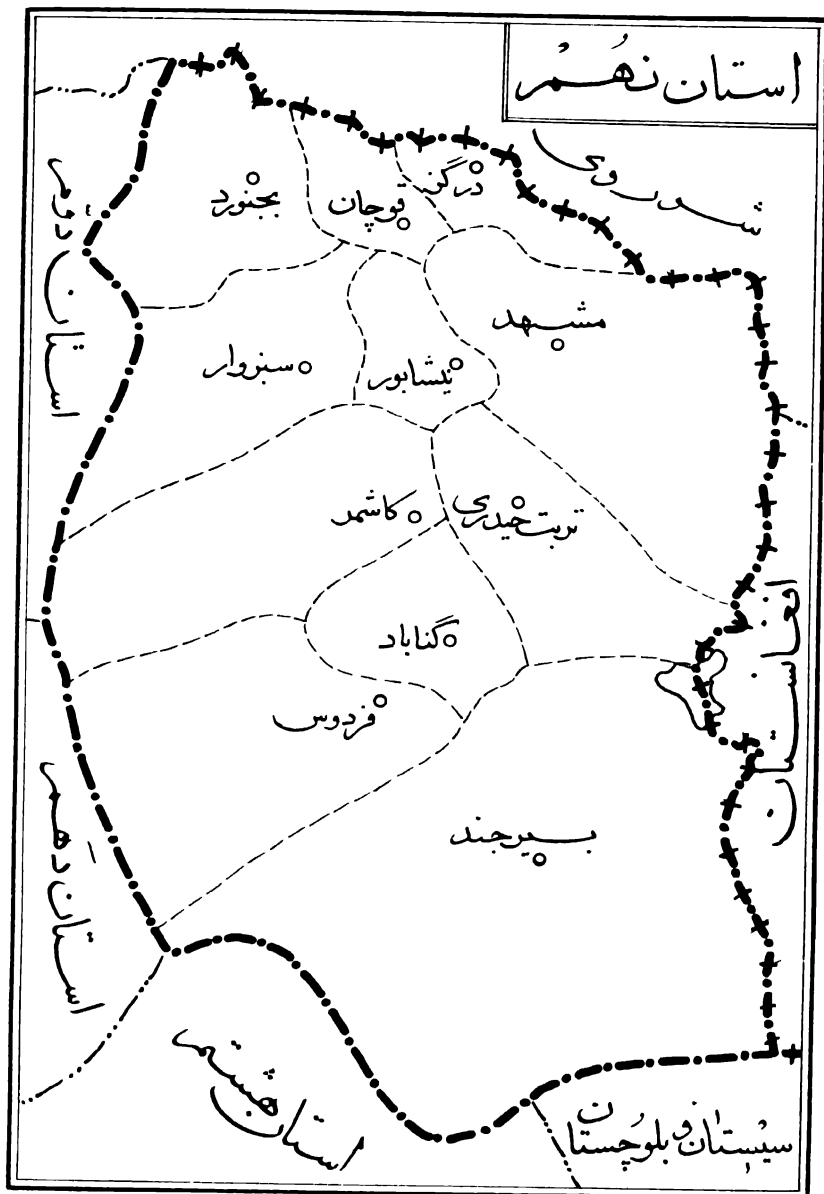 استان نهم
شوروی
درگز
قوچان
بجنورد
استان دوم
مشهد
نیشابور
سبزوار
تربت حیدری
کاشمر
گناباد
افغانستان
فردوس
بیرجند
استان دهم
استان هشتم
سیستان و بلوچستان